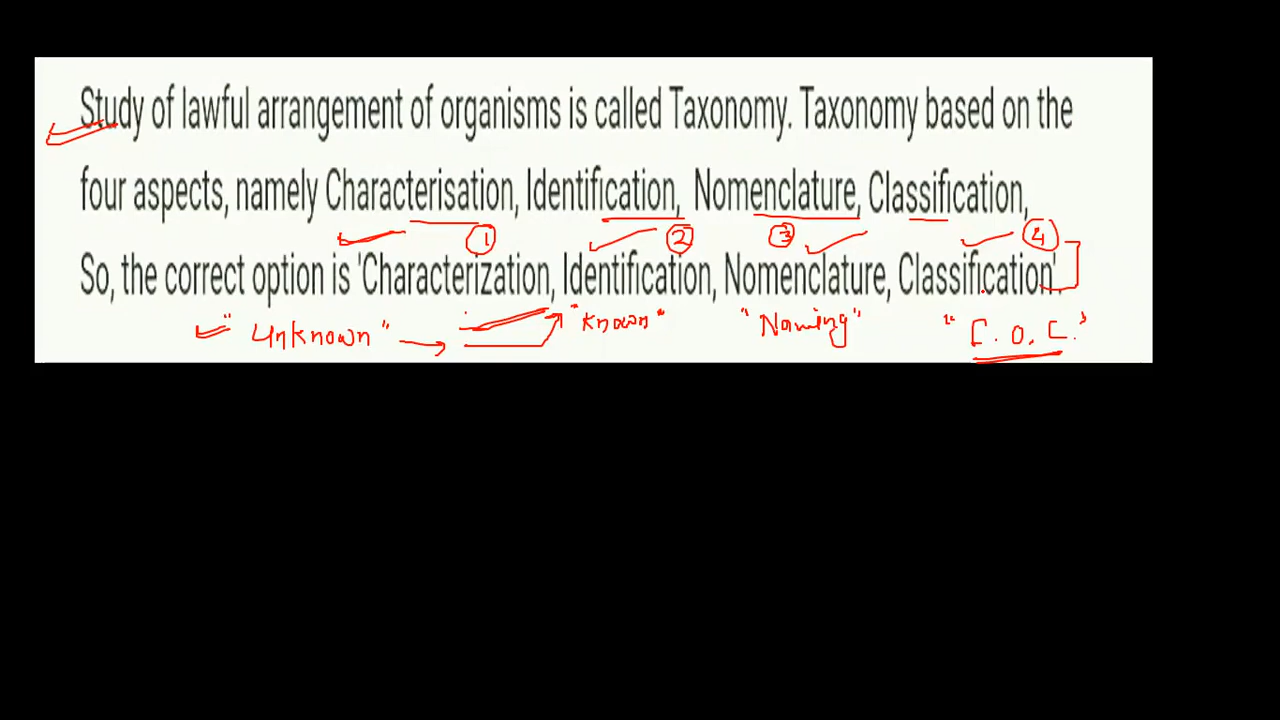 Study of lawful arrangement of organisms is called Taxonomy. Taxonomy based on the
four aspects, namely Characterisation, Identification, Nomenclature, Classification,
1 2 3 4
So, the correct option is 'Characterization, Identification, Nomenclature, Classification'.
"Unknown" "Known" "Naming"